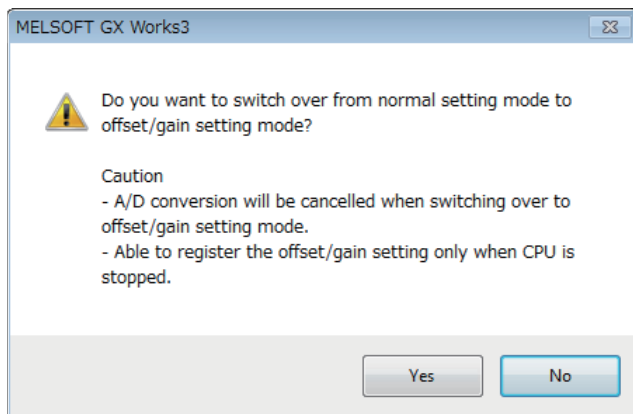 MELSOFT GX Works3
Do you want to switch over from normal setting mode to
offset/gain setting mode?
Caution
- A/D conversion will be cancelled when switching over to
offset/gain setting mode.
- Able to register the offset/gain setting only when CPU is
stopped.
Yes
No